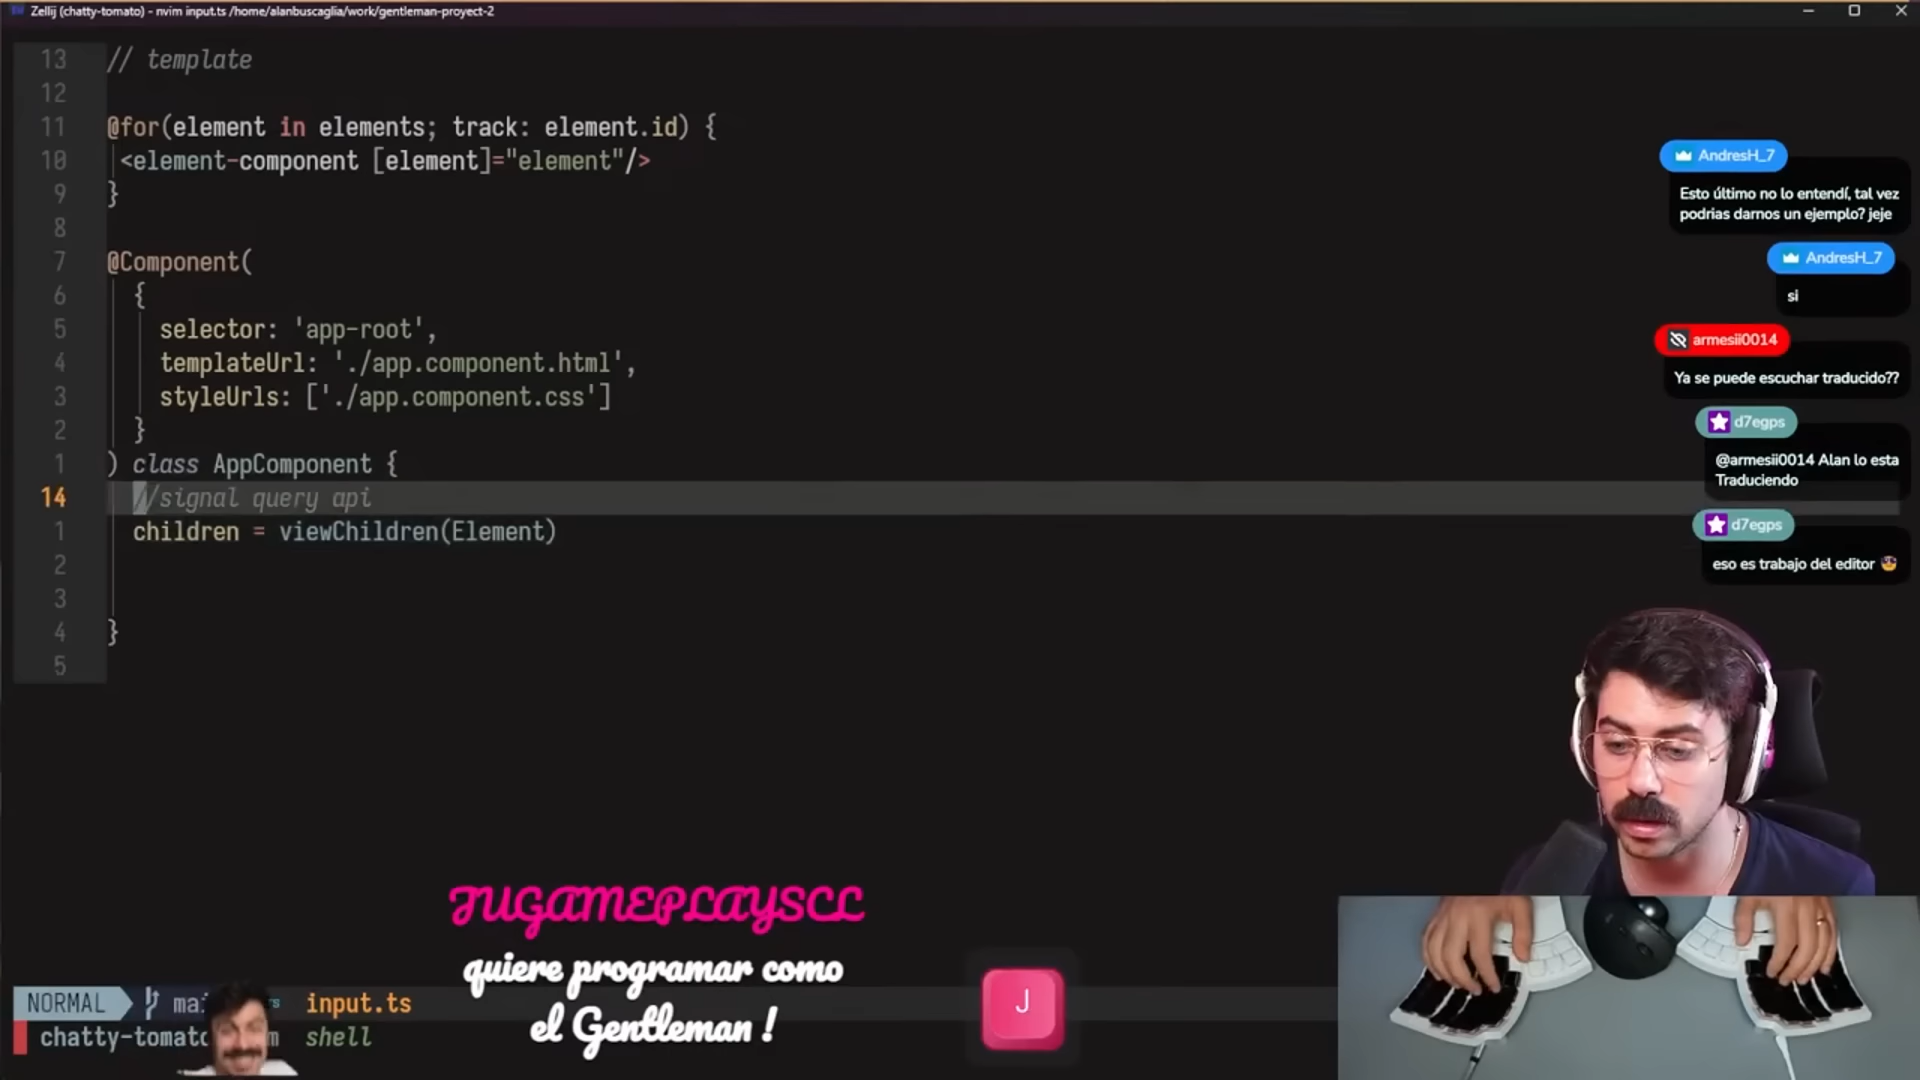 Zellij (chatty-tomato) - nvim input.ts /home/alanbuscaglia/work/gentleman-proyect-2
13 // template
12
11 @for(element in elements; track: element.id) {
10 <element-component [element]="element"/>
9 }
8
7 @Component(
6 {
5 selector: 'app-root',
4 templateUrl: './app.component.html',
3 styleUrls: ['./app.component.css']
2 }
1 ) class AppComponent {
14 //signal query api
1 children = viewChildren(Element)
2
3
4 }
5
AndresH_7
Esto último no lo entendí, tal vez
podrias darnos un ejemplo? jeje
AndresH_7
si
armesii0014
Ya se puede escuchar traducido??
d7egps
@armesii0014 Alan lo esta
Traduciendo
d7egps
eso es trabajo del editor
JUGAMEPLAYSCL
quiere programar como
el Gentleman !
J
NORMAL input.ts
shell